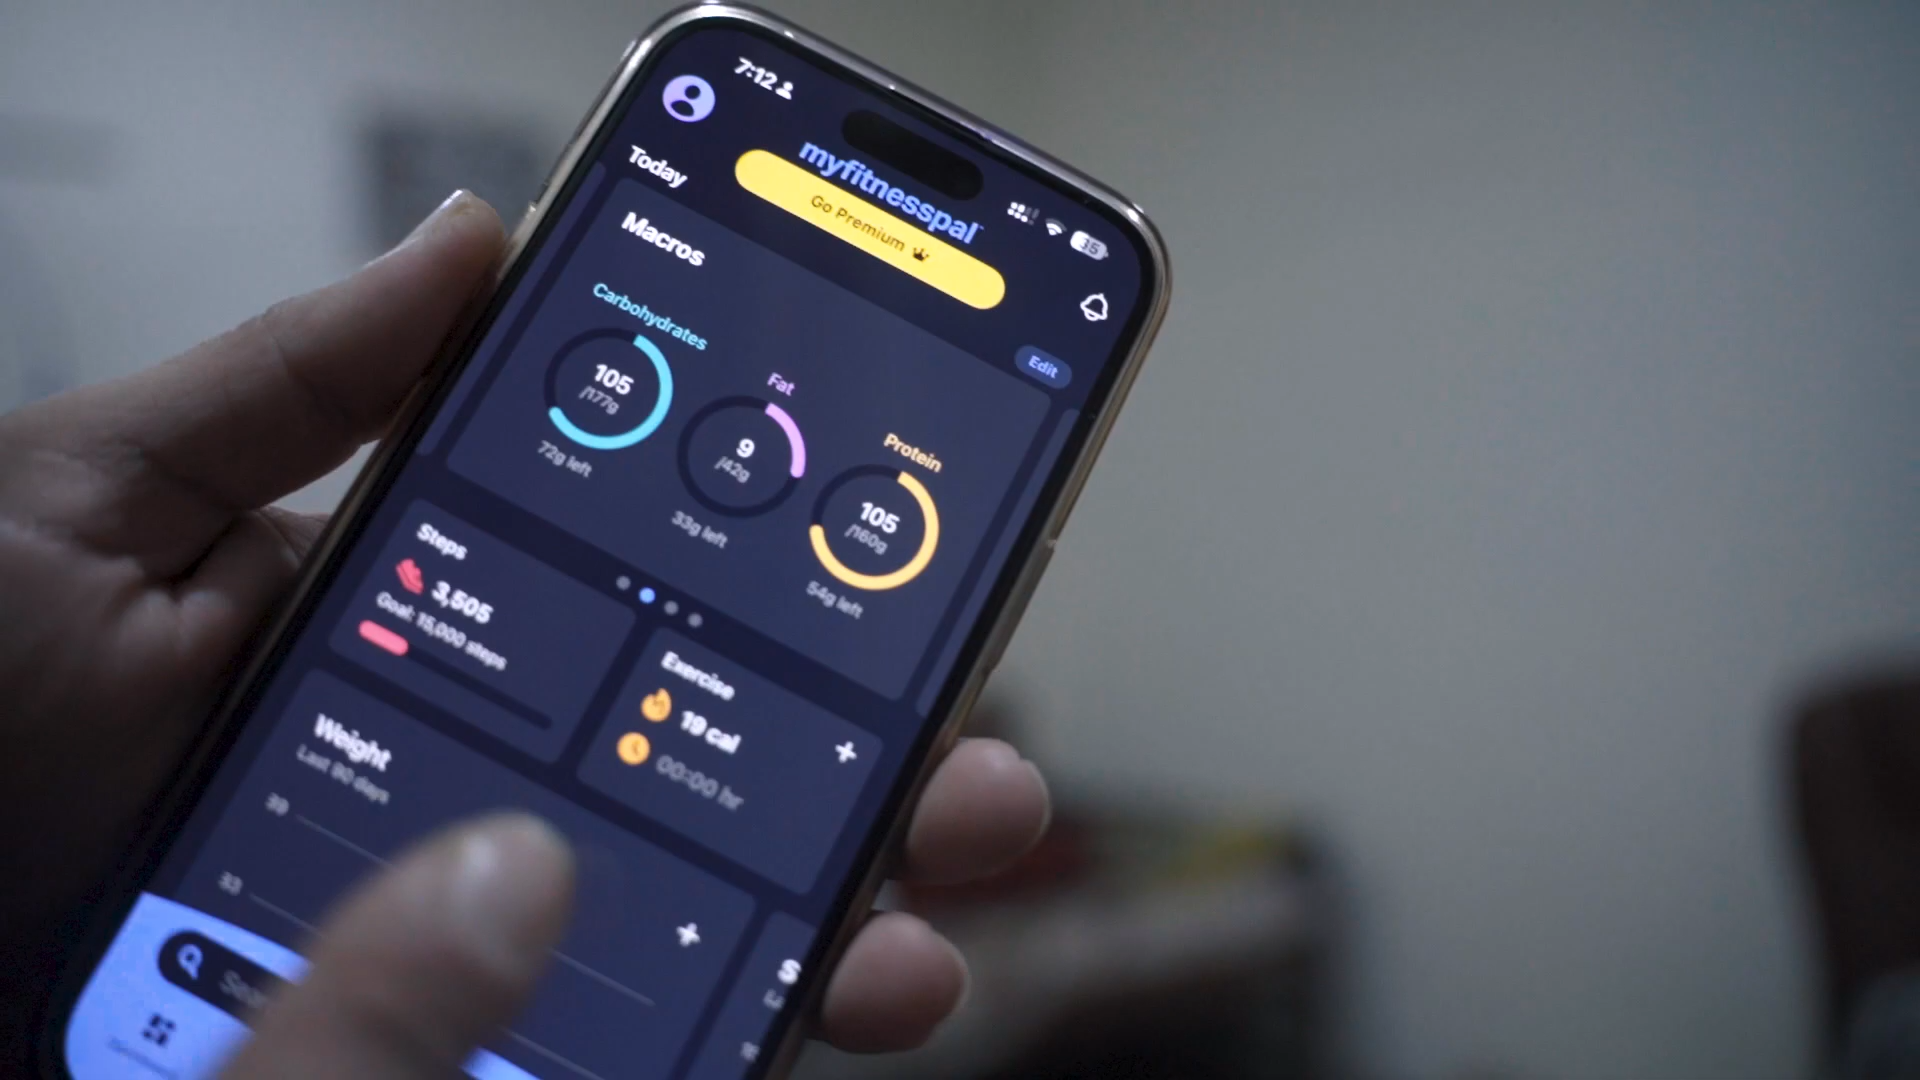 7:12
myfitnesspal
35
Today
Go Premium
Macros
Edit
Carbohydrates
105
/177g
72g left
Fat
9
/42g
33g left
Protein
105
/160g
54g left
Steps
3,505
Goal: 15,000 steps
Exercise
19 cal
00:00 hr
Weight
Last 90 days
33